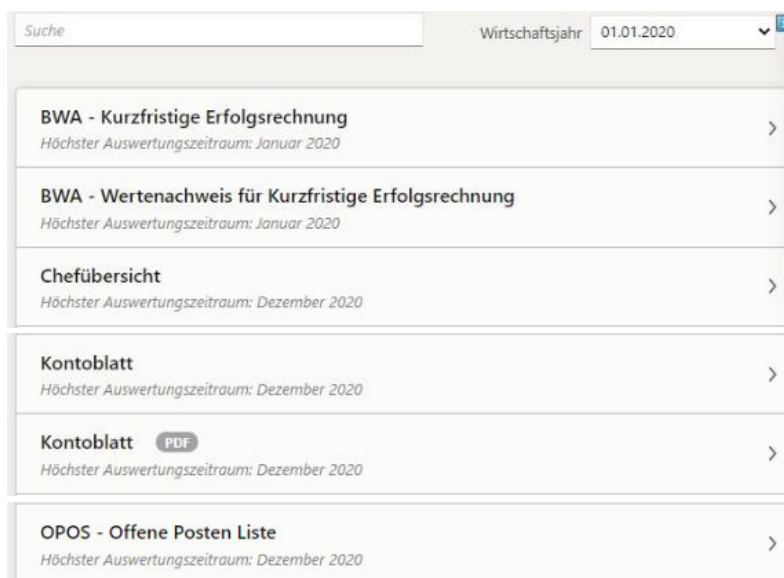 Suche
Wirtschaftsjahr 01.01.2020
BWA - Kurzfristige Erfolgsrechnung
Höchster Auswertungszeitraum: Januar 2020
BWA - Wertenachweis für Kurzfristige Erfolgsrechnung
Höchster Auswertungszeitraum: Januar 2020
Chefübersicht
Höchster Auswertungszeitraum: Dezember 2020
Kontoblatt
Höchster Auswertungszeitraum: Dezember 2020
Kontoblatt PDF
Höchster Auswertungszeitraum: Dezember 2020
OPOS - Offene Posten Liste
Höchster Auswertungszeitraum: Dezember 2020